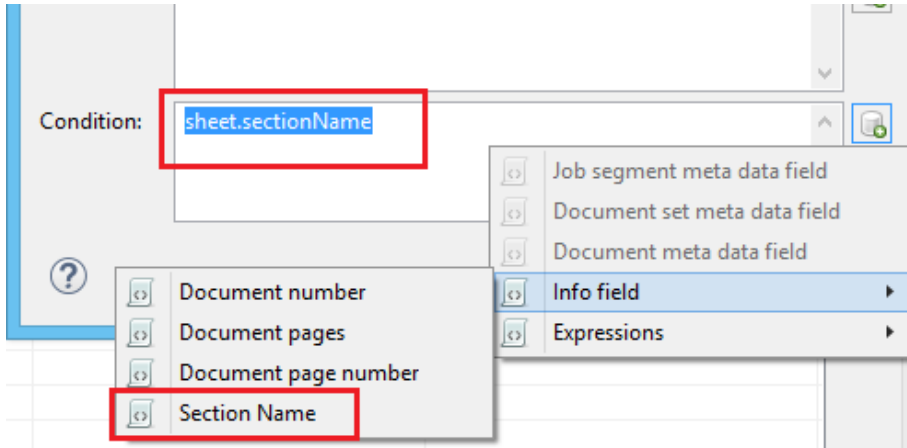 Condition:
sheet.sectionName
Job segment meta data field
Document set meta data field
Document meta data field
Info field
Expressions
?
Document number
Document pages
Document page number
Section Name